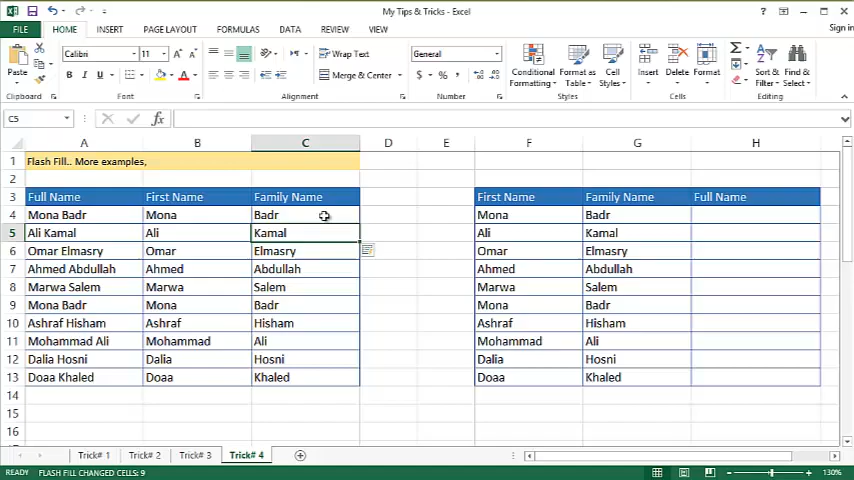 My Tips & Tricks - Excel
Sign in
FILE HOME INSERT PAGE LAYOUT FORMULAS DATA REVIEW VIEW
Calibri 11 Wrap Text General
Paste B I U Merge & Center $ % , Conditional Formatting Format as Table Cell Styles Insert Delete Format Sort & Filter Find & Select
Clipboard Font Alignment Number Styles Cells Editing
C5 fx
A B C D E F G H
1 Flash Fill.. More examples,
2
3 Full Name First Name Family Name First Name Family Name Full Name
4 Mona Badr Mona Badr Mona Badr
5 Ali Kamal Ali Kamal Ali Kamal
6 Omar Elmasry Omar Elmasry Omar Elmasry
7 Ahmed Abdullah Ahmed Abdullah Ahmed Abdullah
8 Marwa Salem Marwa Salem Marwa Salem
9 Mona Badr Mona Badr Mona Badr
10 Ashraf Hisham Ashraf Hisham Ashraf Hisham
11 Mohammad Ali Mohammad Ali Mohammad Ali
12 Dalia Hosni Dalia Hosni Dalia Hosni
13 Doaa Khaled Doaa Khaled Doaa Khaled
14
15
16
Trick# 1 Trick# 2 Trick# 3 Trick# 4
READY FLASH FILL CHANGED CELLS: 9 130%